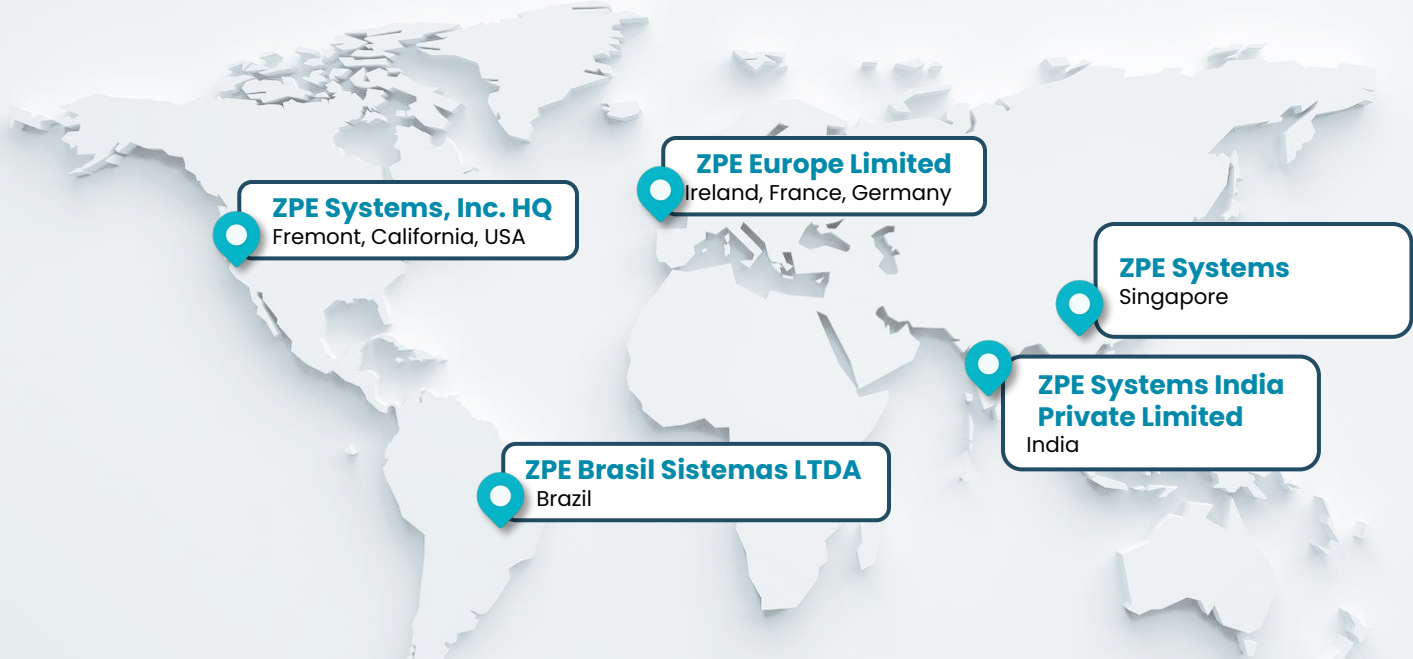 ZPE Europe Limited
Ireland, France, Germany
ZPE Systems, Inc. HQ
Fremont, California, USA
ZPE Systems
Singapore
ZPE Systems India
Private Limited
India
ZPE Brasil Sistemas LTDA
Brazil